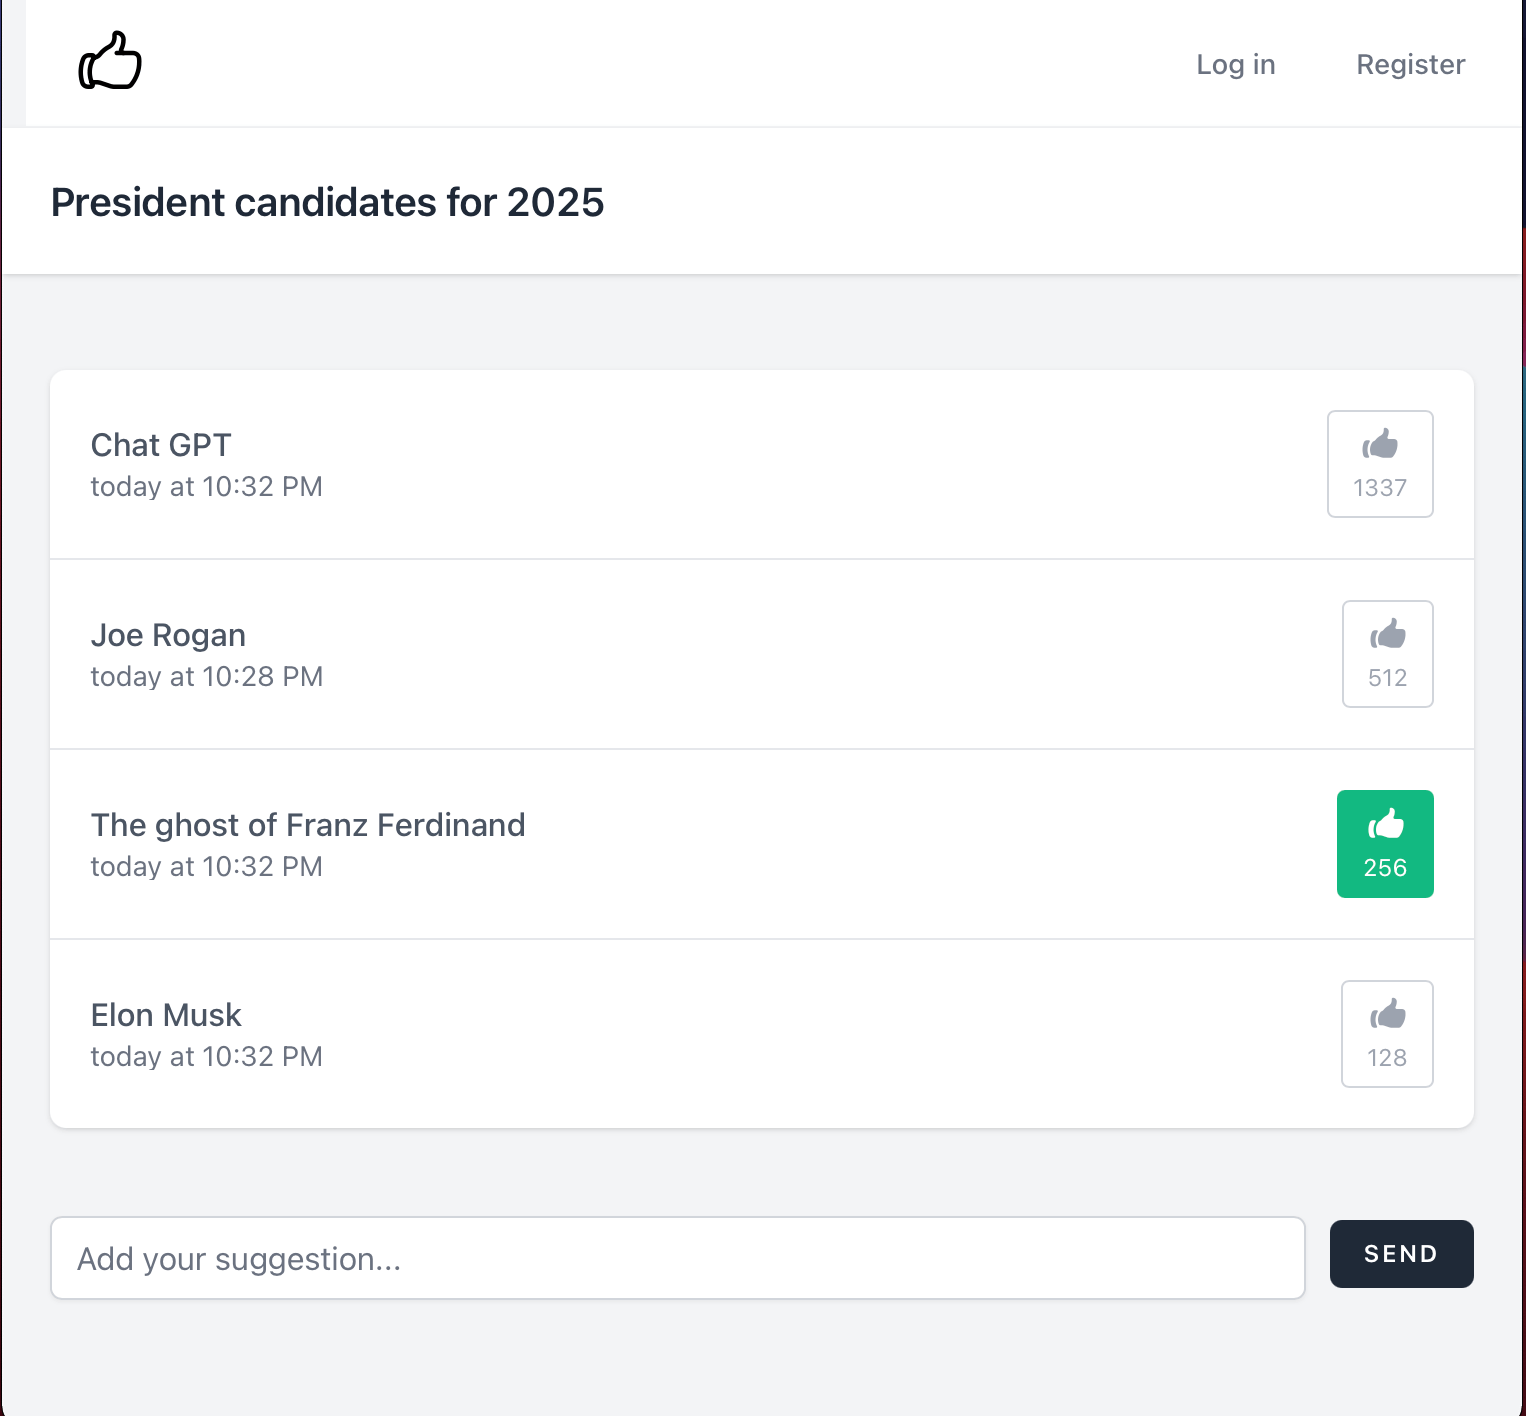 Log in
Register
President candidates for 2025
Chat GPT
today at 10:32 PM
1337
Joe Rogan
today at 10:28 PM
512
The ghost of Franz Ferdinand
today at 10:32 PM
256
Elon Musk
today at 10:32 PM
128
Add your suggestion...
SEND